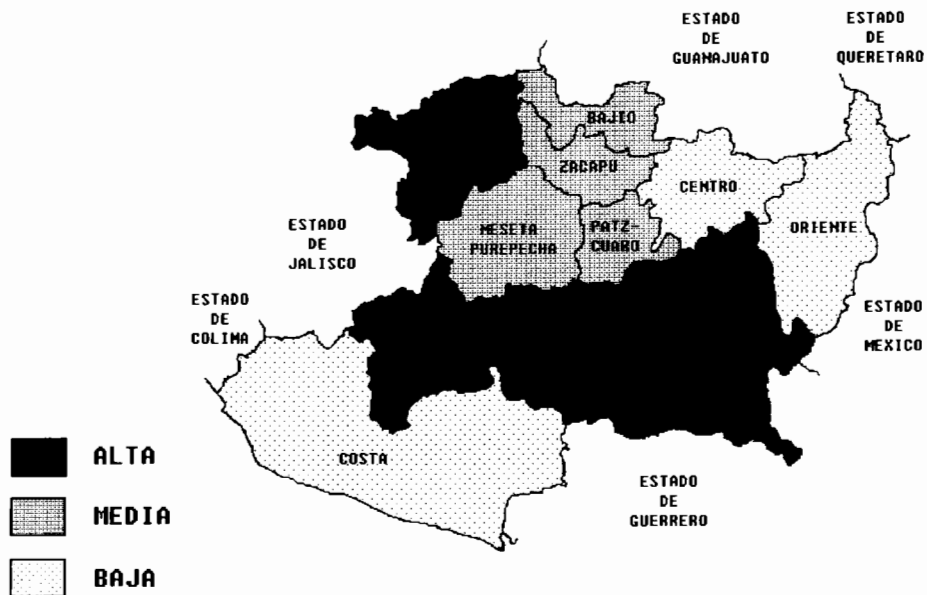 ESTADO
DE
GUANAJUATO
ESTADO
DE
QUERETARO
BAJIO
ZACAPU
CENTRO
MESETA
PUREPECHA
PATZ-
CUARO
ORIENTE
ESTADO
DE
JALISCO
ESTADO
DE
COLIMA
ESTADO
DE
MEXICO
COSTA
ESTADO
DE
GUERRERO
ALTA
MEDIA
BAJA